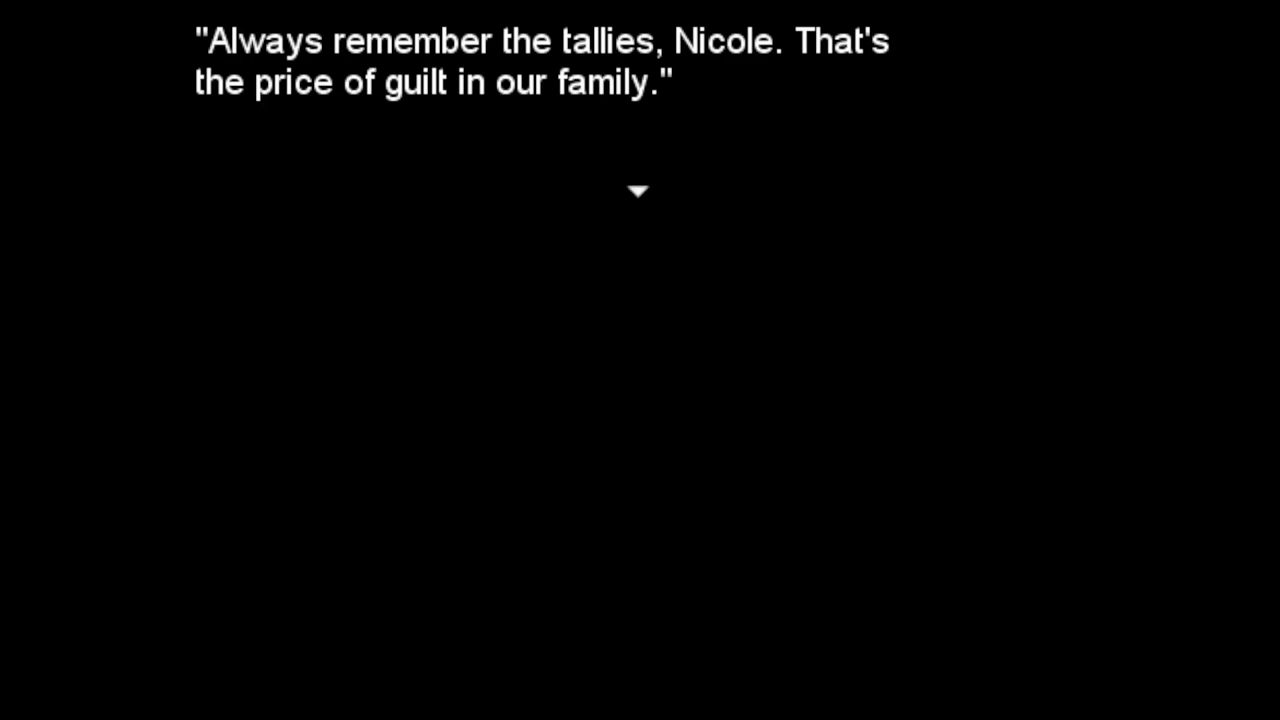 "Always remember the tallies, Nicole. That's
the price of guilt in our family."